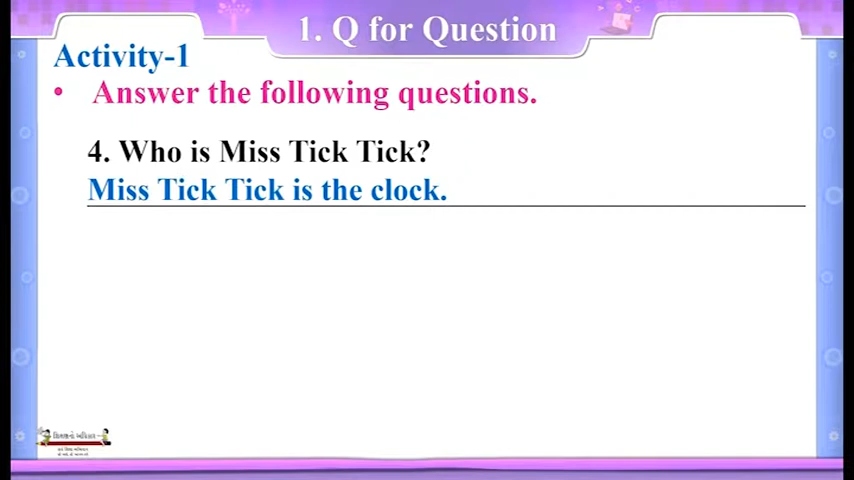 1. Q for Question
Activity-1
• Answer the following questions.
4. Who is Miss Tick Tick?
Miss Tick Tick is the clock.